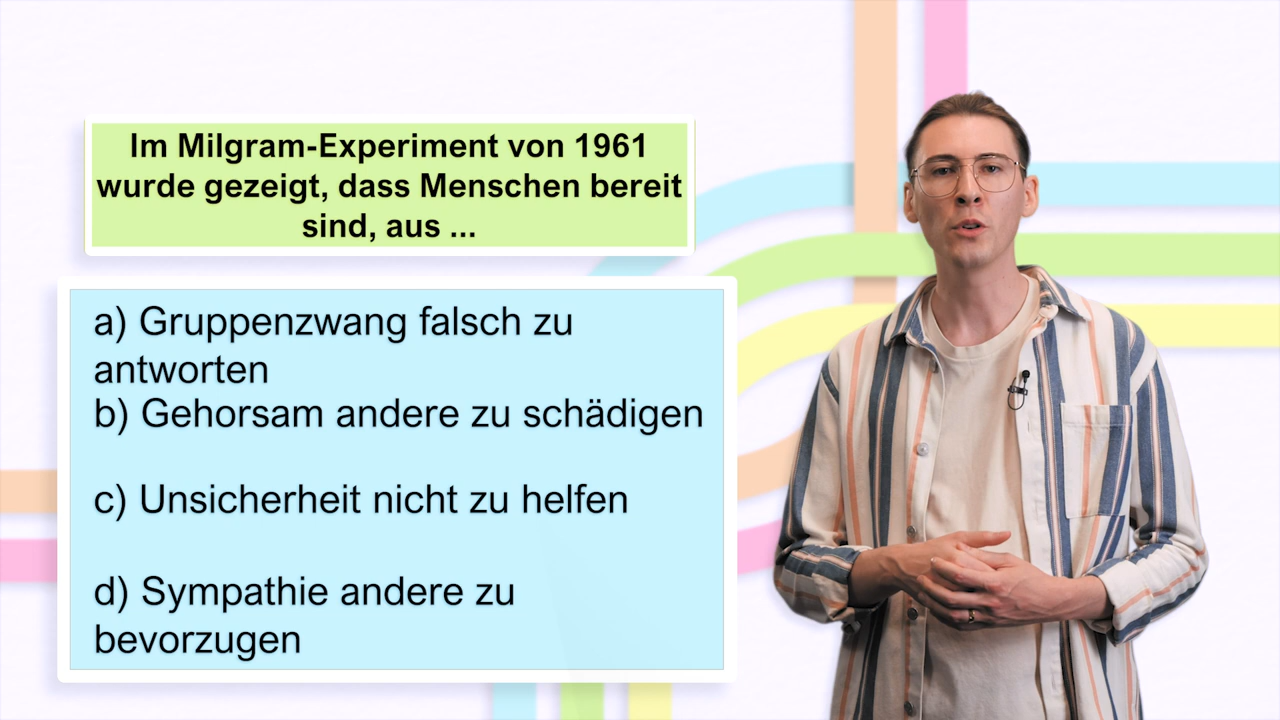 Im Milgram-Experiment von 1961
wurde gezeigt, dass Menschen bereit
sind, aus ...
a) Gruppenzwang falsch zu
antworten
b) Gehorsam andere zu schädigen
c) Unsicherheit nicht zu helfen
d) Sympathie andere zu
bevorzugen